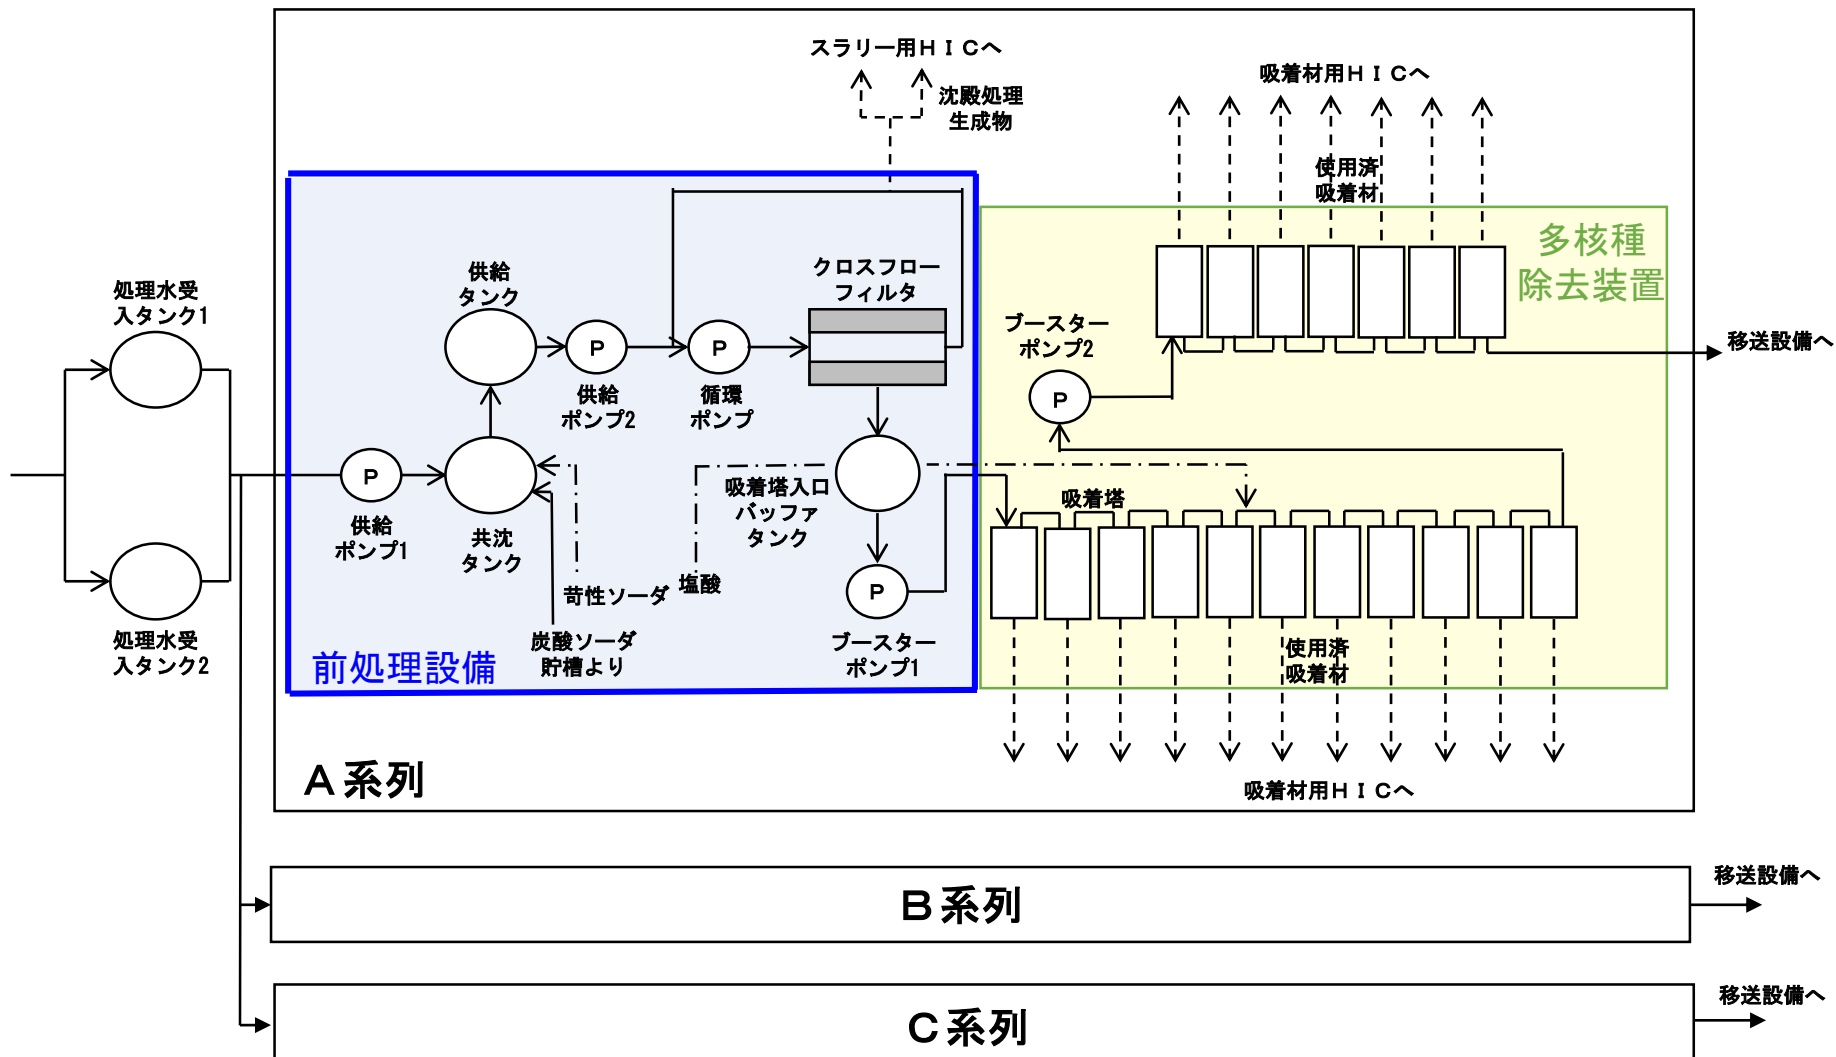 スラリー用ＨＩＣへ
沈殿処理
生成物
吸着材用ＨＩＣへ
使用済
吸着材
多核種
除去装置
処理水受
入タンク1
供給
タンク
クロスフロー
フィルタ
ブースター
ポンプ2
移送設備へ
P
P
P
供給
ポンプ2
循環
ポンプ
P
供給
ポンプ1
共沈
タンク
吸着塔入口
バッファ
タンク
吸着塔
苛性ソーダ
塩酸
P
炭酸ソーダ
貯槽より
ブースター
ポンプ1
使用済
吸着材
処理水受
入タンク2
前処理設備
Ａ系列
吸着材用ＨＩＣへ
Ｂ系列
移送設備へ
Ｃ系列
移送設備へ